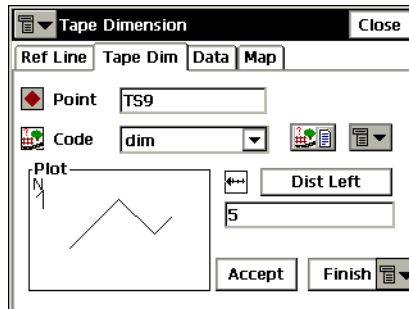 Tape Dimension Close
Ref Line Tape Dim Data Map
Point TS9
Code dim
Plot
N
Dist Left
5
Accept Finish